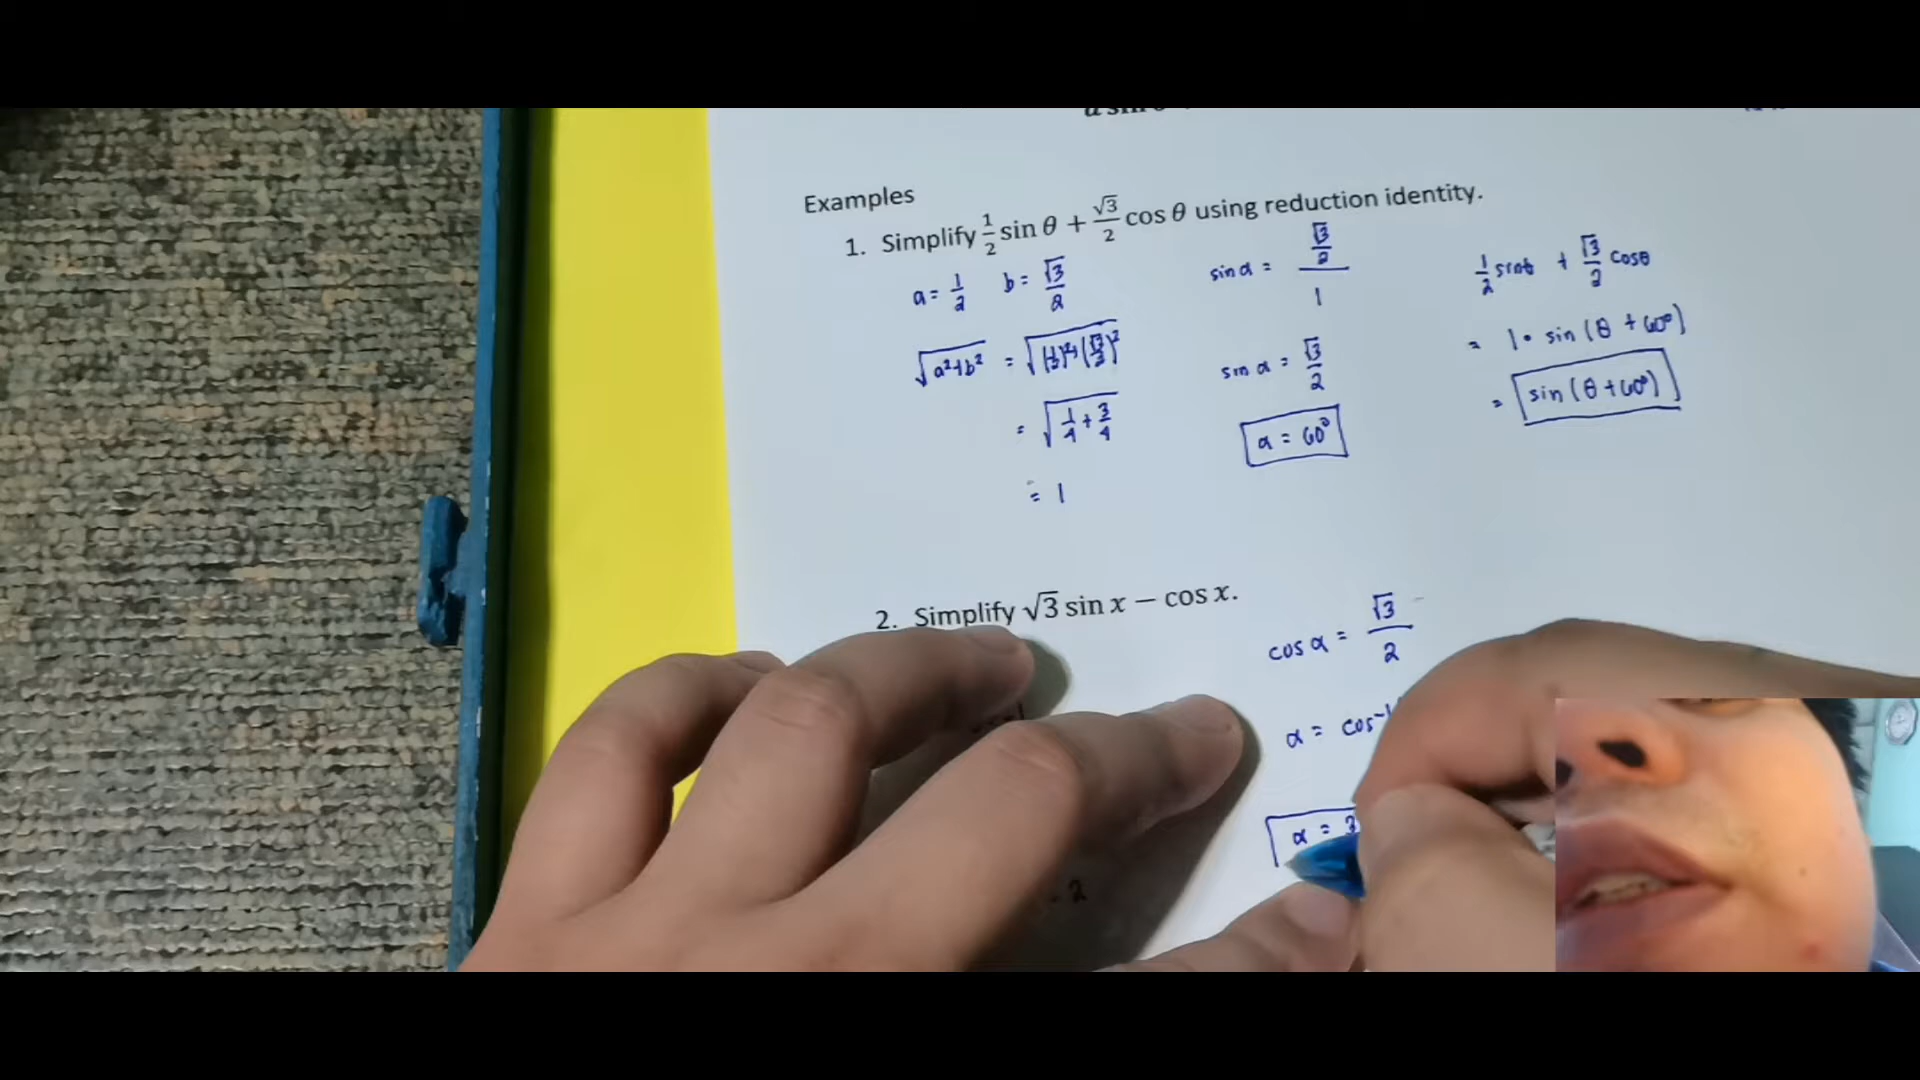 Examples
1. Simplify 1/2 sin θ + √3/2 cos θ using reduction identity.
a = 1/2 b = √3/2
√a²+b² = √(1/2)²+(√3/2)²
= √1/4 + 3/4
= 1
sin α = √3/2 / 1
sin α = √3/2
α = 60°
1/2 sinθ + √3/2 cosθ
= 1 • sin (θ + 60°)
= sin (θ + 60°)
2. Simplify √3 sin x − cos x.
cos α = √3/2
α = cos⁻¹
α = 3
2